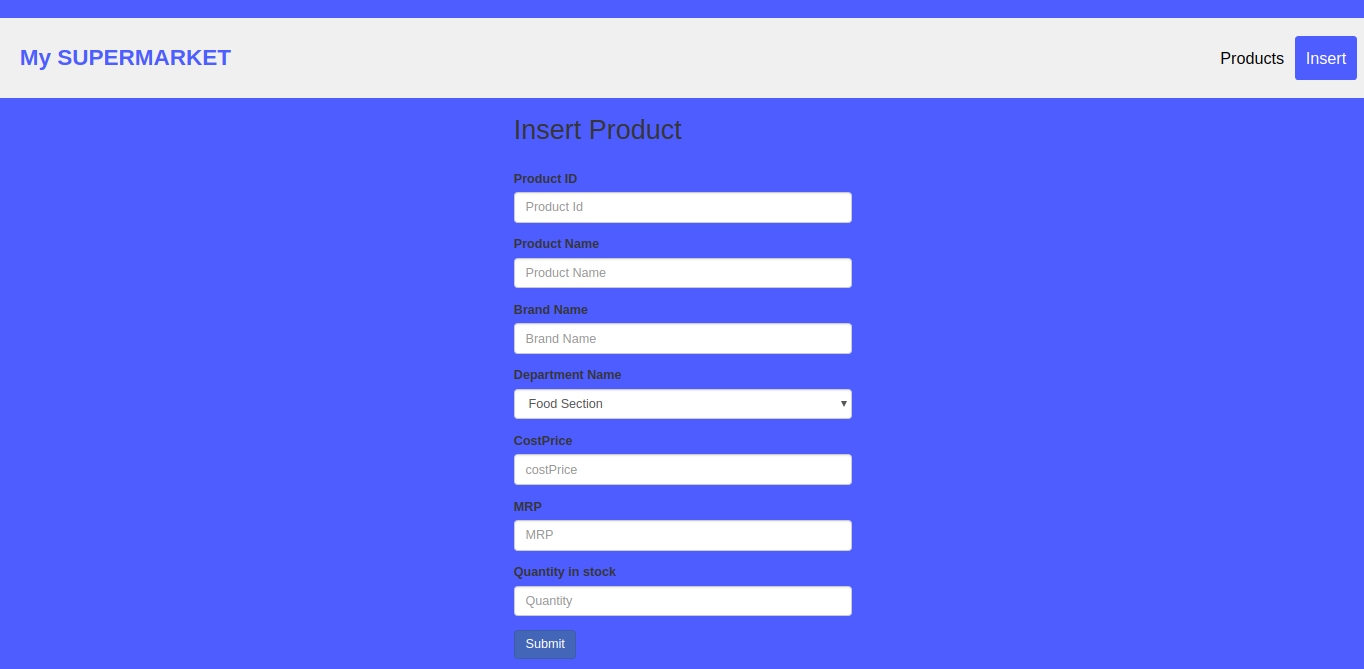 My SUPERMARKET
Products Insert
Insert Product
Product ID
Product Id
Product Name
Product Name
Brand Name
Brand Name
Department Name
Food Section
CostPrice
costPrice
MRP
MRP
Quantity in stock
Quantity
Submit